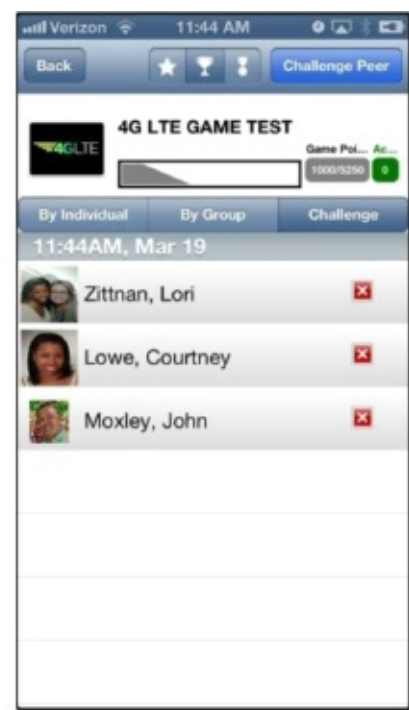 Verizon 11:44 AM
Back Challenge Peer
4G LTE GAME TEST
4GLTE
Game Poi... Ac...
1000/5250 0
By Individual By Group Challenge
11:44AM, Mar 19
Zittnan, Lori
Lowe, Courtney
Moxley, John